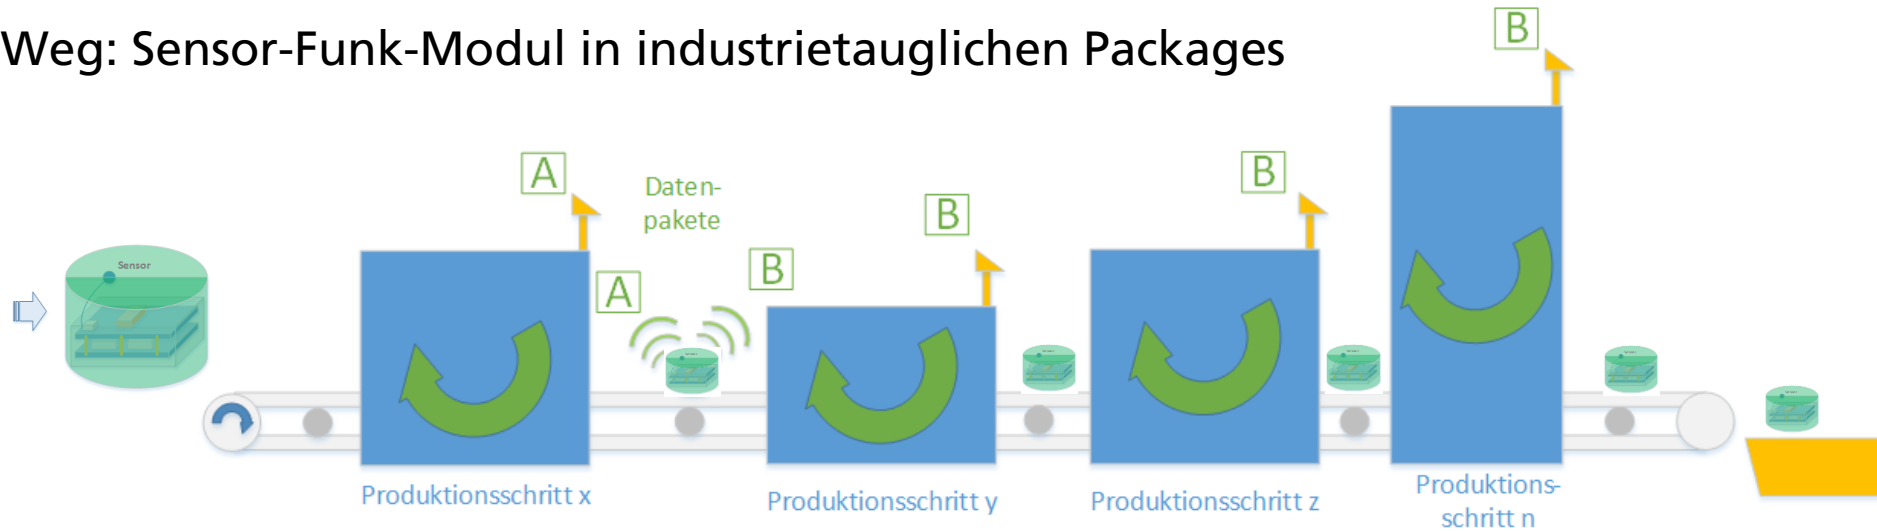 Weg: Sensor-Funk-Modul in industrietauglichen Packages
B
A
Daten-
pakete
B
B
A
B
Sensor
Produktionsschritt x
Produktionsschritt y
Produktionsschritt z
Produktions-
schritt n